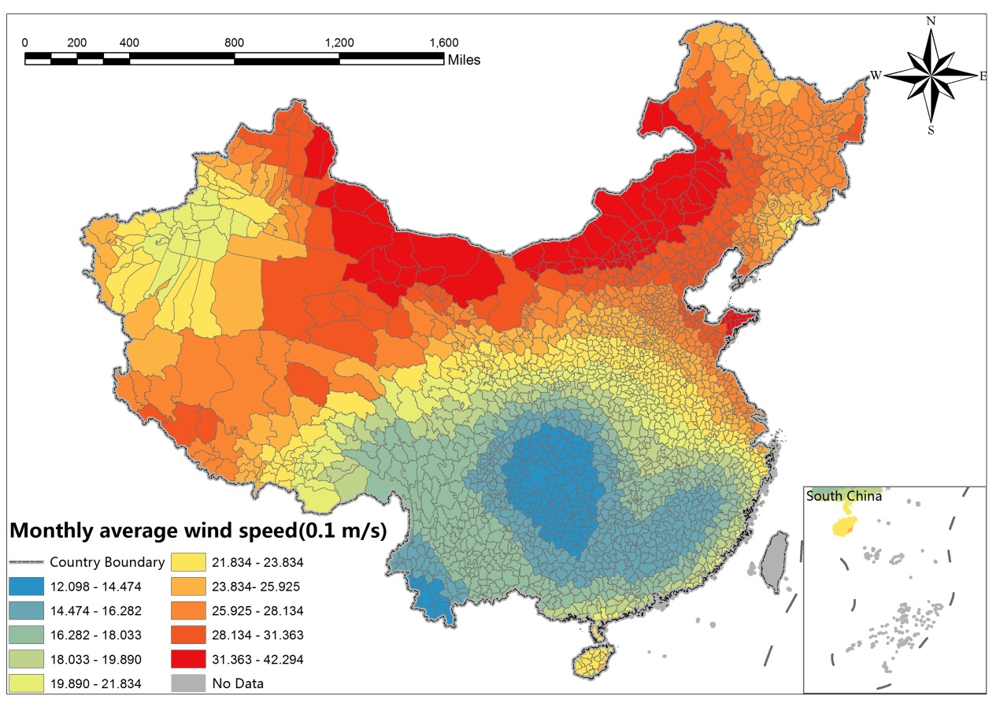 0 200 400 800 1,200 1,600
Miles
N
W E
S
South China
Monthly average wind speed(0.1 m/s)
Country Boundary
12.098 - 14.474
14.474 - 16.282
16.282 - 18.033
18.033 - 19.890
19.890 - 21.834
21.834 - 23.834
23.834- 25.925
25.925 - 28.134
28.134 - 31.363
31.363 - 42.294
No Data